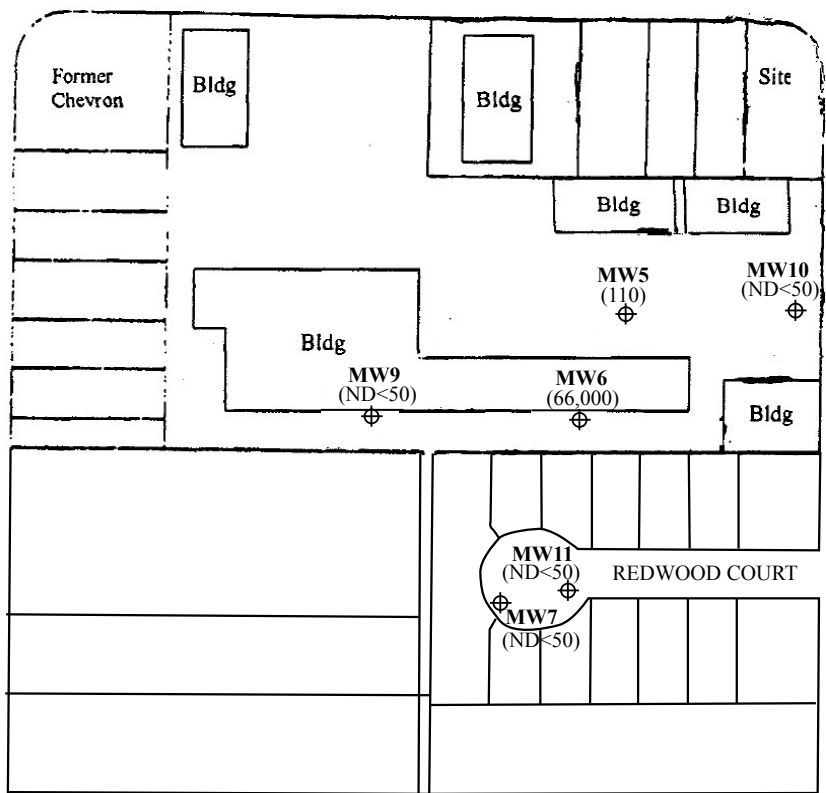 Former
Chevron
Bldg
Bldg
Site
Bldg
Bldg
MW5
(110)
MW10
(ND<50)
Bldg
MW9
(ND<50)
MW6
(66,000)
Bldg
MW11
(ND<50)
REDWOOD COURT
MW7
(ND<50)